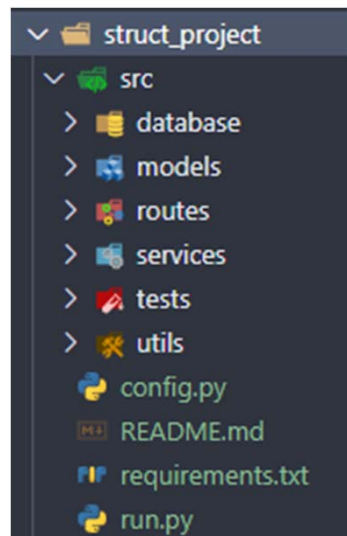 struct_project
src
database
models
routes
services
tests
utils
config.py
README.md
requirements.txt
run.py